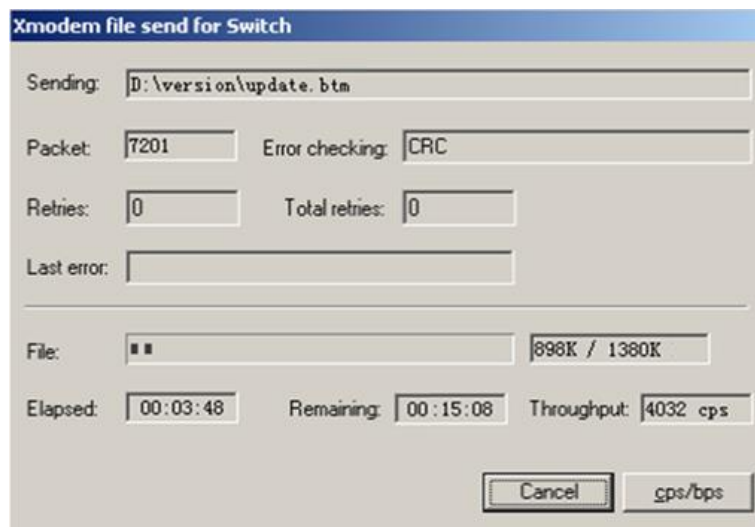 Xmodem file send for Switch
Sending: D:\version\update.btm
Packet: 7201 Error checking: CRC
Retries: 0 Total retries: 0
Last error:
File: 898K / 1380K
Elapsed: 00:03:48 Remaining: 00:15:08 Throughput: 4032 cps
Cancel cps/bps